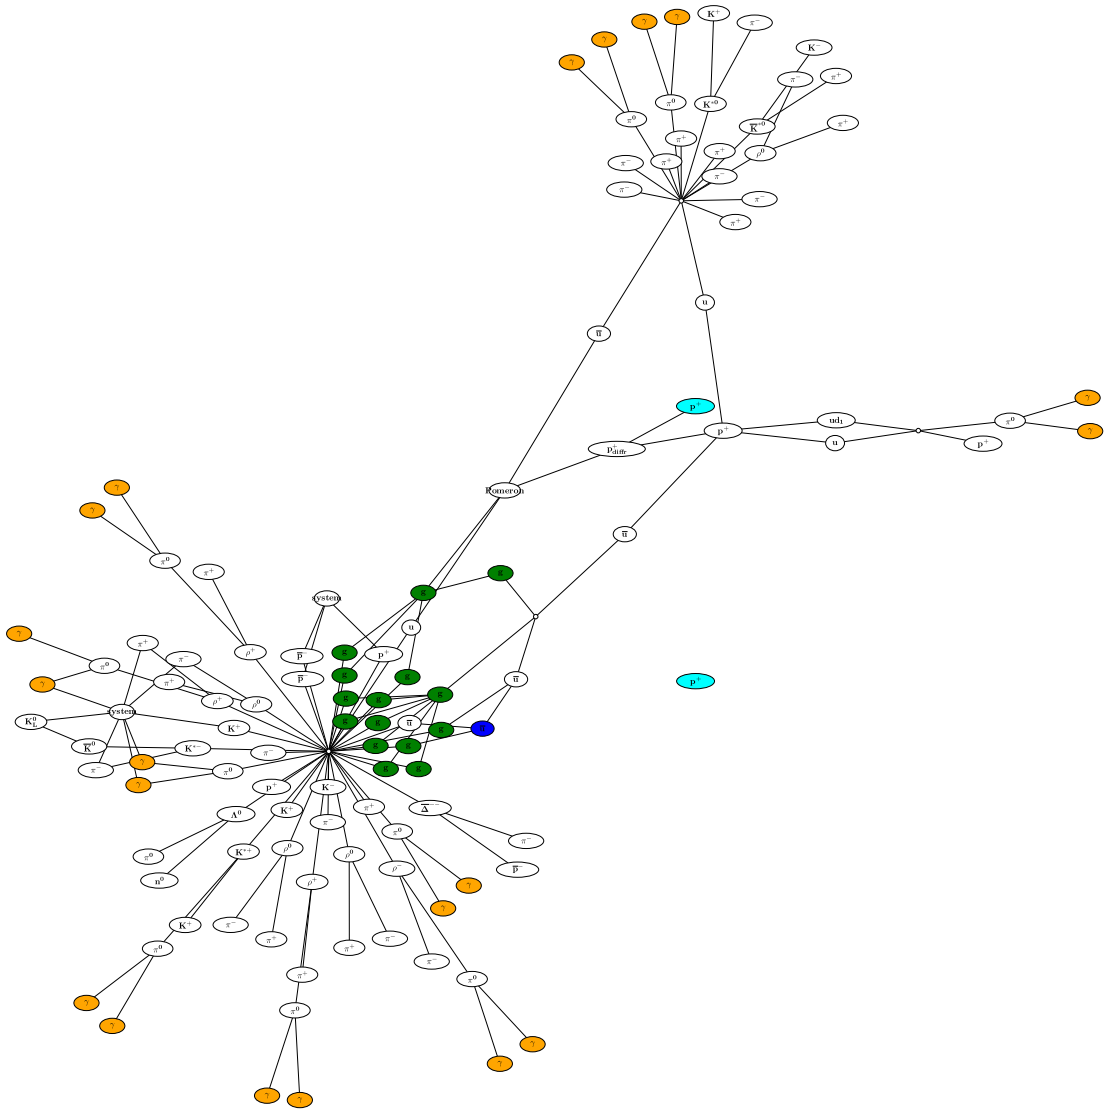 K⁺
γ
γ
π⁻
γ
K⁻
γ
π⁺
π⁻
π⁰
K*⁰
π⁰
π⁺
K̅*⁰
π⁺
π⁺
ρ⁰
π⁺
π⁻
π⁻
π⁻
π⁻
π⁺
u
u̅
γ
p⁺
ud₁
π⁰
p⁺
γ
u
p⁺
p⁺diffr
γ
Pomeron
γ
u̅
π⁰
π⁺
g
g
system
u
γ
π⁺
ρ⁺
g
p⁺
p̅⁻
π⁻
π⁰
g
g
p̅⁻
u̅
p⁺
π⁺
γ
g
g
g
ρ⁺
ρ⁰
system
K⁰L
g
g
u̅
K⁺
g
K̅⁰
K*⁻
g
g
π⁻
γ
π⁻
π⁰
g
g
γ
p⁺
K⁻
π⁺
Δ̅⁻⁻
K⁺
Λ⁰
π⁻
π⁰
π⁻
ρ⁰
K*⁺
ρ⁰
π⁰
ρ⁻
p̅⁻
n⁰
ρ⁺
γ
γ
K⁺
π⁻
π⁺
π⁻
π⁺
π⁰
π⁻
π⁺
π⁰
γ
π⁰
γ
γ
γ
γ
γ